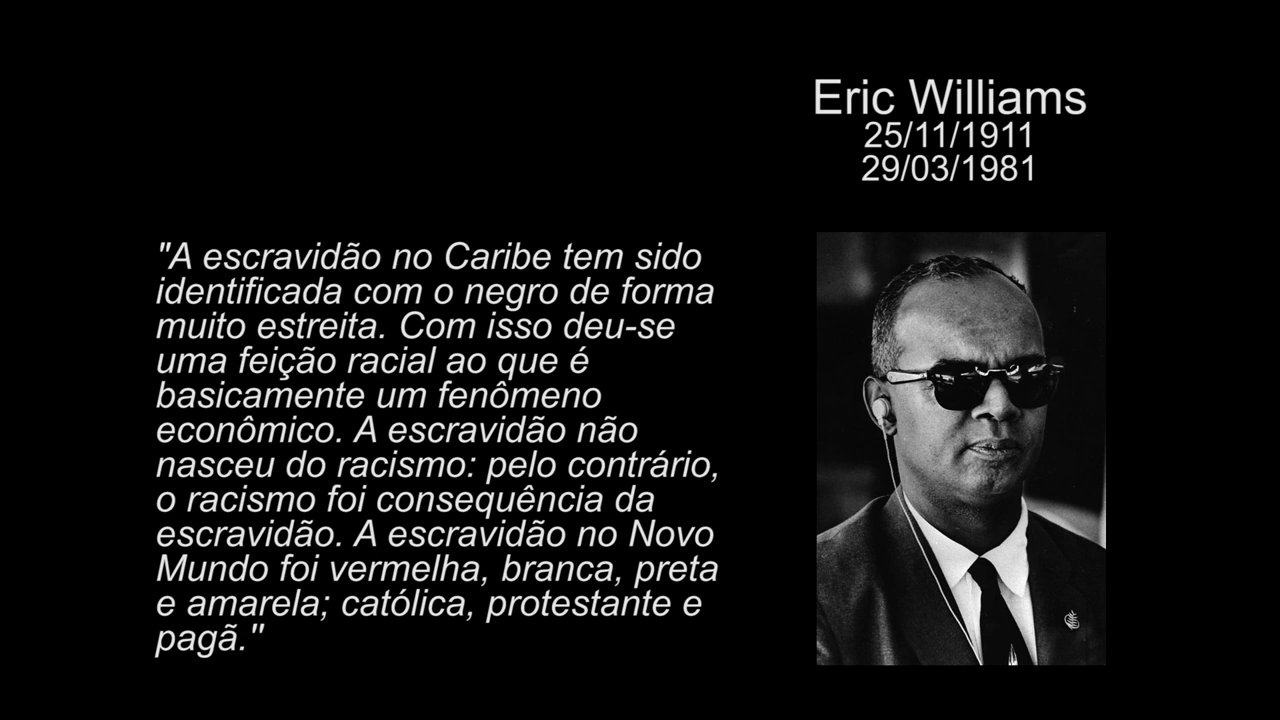 Eric Williams
25/11/1911
29/03/1981
"A escravidão no Caribe tem sido
identificada com o negro de forma
muito estreita. Com isso deu-se
uma feição racial ao que é
basicamente um fenômeno
econômico. A escravidão não
nasceu do racismo: pelo contrário,
o racismo foi consequência da
escravidão. A escravidão no Novo
Mundo foi vermelha, branca, preta
e amarela; católica, protestante e
pagã."